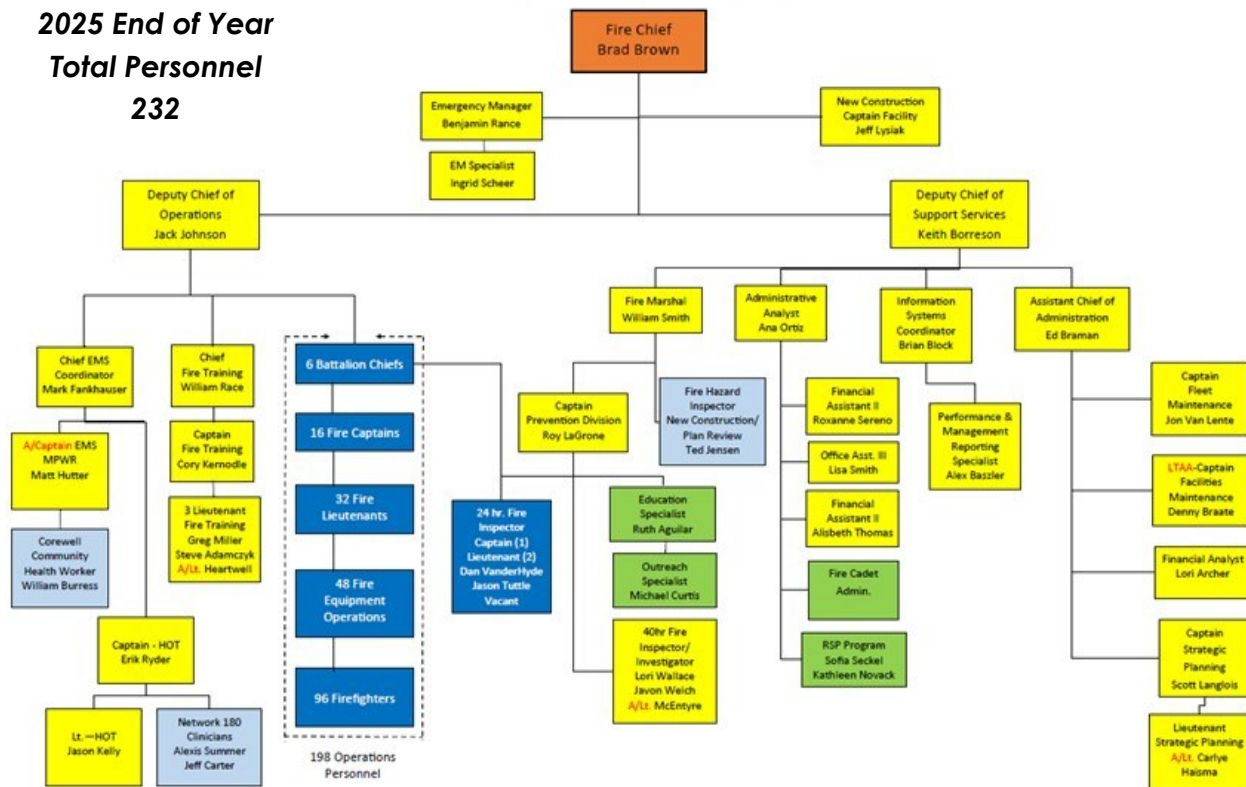 2025 End of Year
Total Personnel
232
Fire Chief
Brad Brown
Emergency Manager
Benjamin Rance
New Construction
Captain Facility
Jeff Lysiak
EM Specialist
Ingrid Scheer
Deputy Chief of
Operations
Jack Johnson
Deputy Chief of
Support Services
Keith Borreson
Chief EMS
Coordinator
Mark Fankhauser
Chief
Fire Training
William Race
6 Battalion Chiefs
Fire Marshal
William Smith
Administrative
Analyst
Ana Ortiz
Information
Systems
Coordinator
Brian Block
Assistant Chief of
Administration
Ed Braman
A/Captain EMS
MPWR
Matt Hutter
Captain
Fire Training
Cory Kernodle
16 Fire Captains
Captain
Prevention Division
Roy LaGrone
Fire Hazard
Inspector
New Construction/
Plan Review
Ted Jensen
Financial
Assistant II
Roxanne Sereno
Performance &
Management
Reporting
Specialist
Alex Baszler
Captain
Fleet
Maintenance
Jon Van Lente
Corewell
Community
Health Worker
William Burress
3 Lieutenant
Fire Training
Greg Miller
Steve Adamczyk
A/Lt. Heartwell
32 Fire
Lieutenants
24 hr. Fire
Inspector
Captain (1)
Lieutenant (2)
Dan VanderHyde
Jason Tuttle
Vacant
Education
Specialist
Ruth Aguilar
Office Asst. III
Lisa Smith
Financial
Assistant II
Alisbeth Thomas
LTAA-Captain
Facilities
Maintenance
Denny Braate
48 Fire
Equipment
Operations
Outreach
Specialist
Michael Curtis
Fire Cadet
Admin.
Financial Analyst
Lori Archer
Captain - HOT
Erik Ryder
96 Firefighters
40hr Fire
Inspector/
Investigator
Lori Wallace
Javon Welch
A/Lt. McEntyre
RSP Program
Sofia Seckel
Kathleen Novack
Captain
Strategic
Planning
Scott Langlois
Lt. —HOT
Jason Kelly
Network 180
Clinicians
Alexis Summer
Jeff Carter
198 Operations
Personnel
Lieutenant
Strategic Planning
A/Lt. Carlye
Haisma